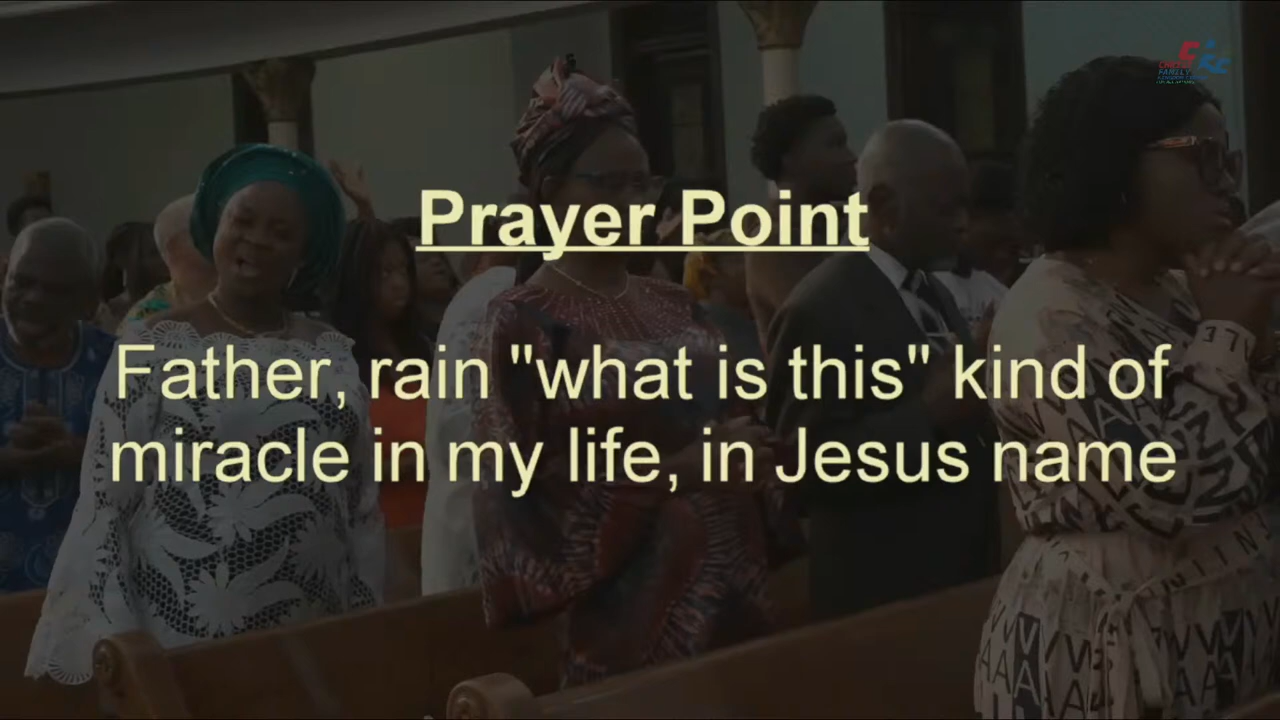 Prayer Point
Father, rain "what is this" kind of
miracle in my life, in Jesus name